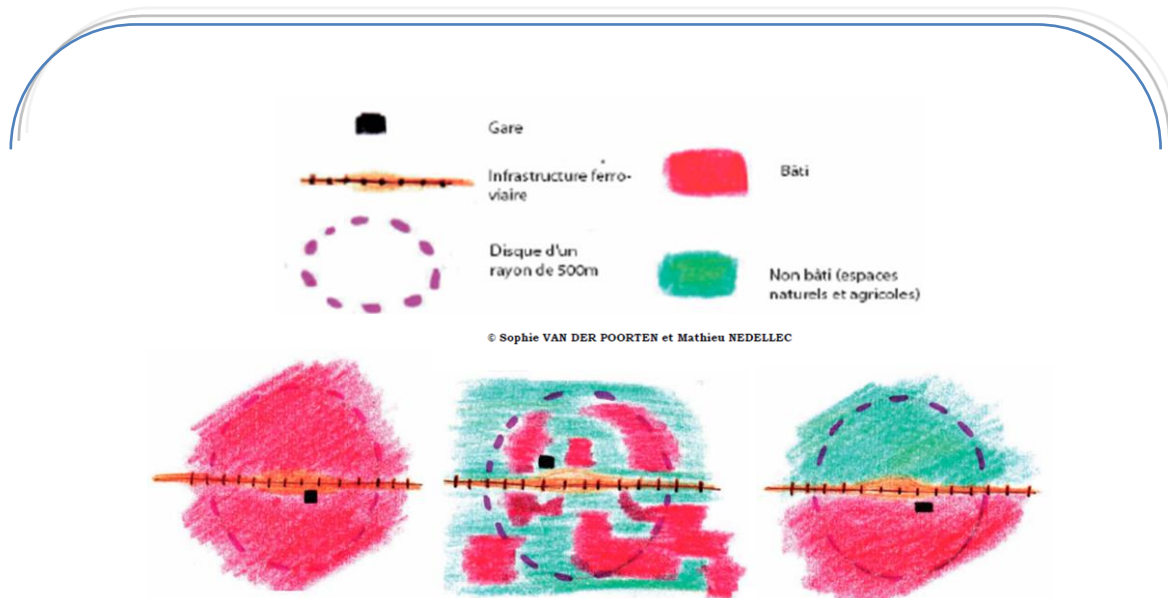 Gare
Infrastructure ferro-
viaire
Bâti
Disque d'un
rayon de 500m
Non bâti (espaces
naturels et agricoles)
© Sophie VAN DER POORTEN et Mathieu NEDELLEC